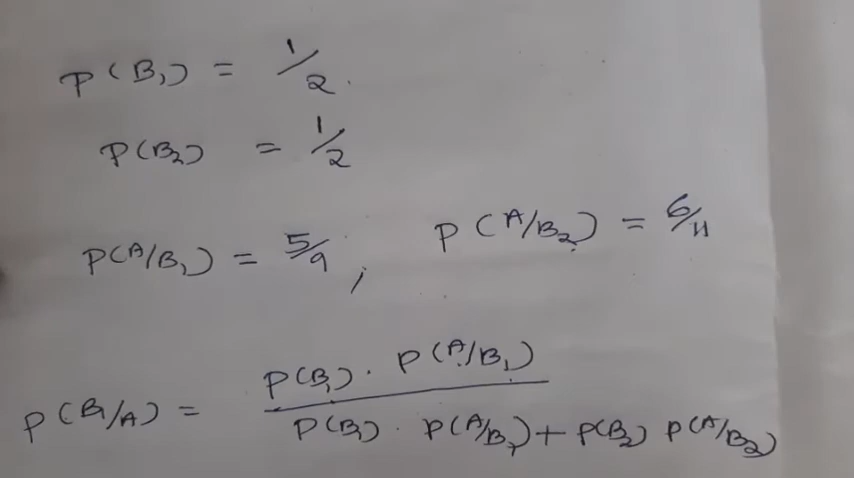 P(B₁) = 1/2.
P(B₂) = 1/2
P(A/B₁) = 5/9 ; P(A/B₂) = 6/11
P(B₁/A) = P(B₁) . P(A/B₁)
P(B₁) . P(A/B₁) + P(B₂) P(A/B₂)